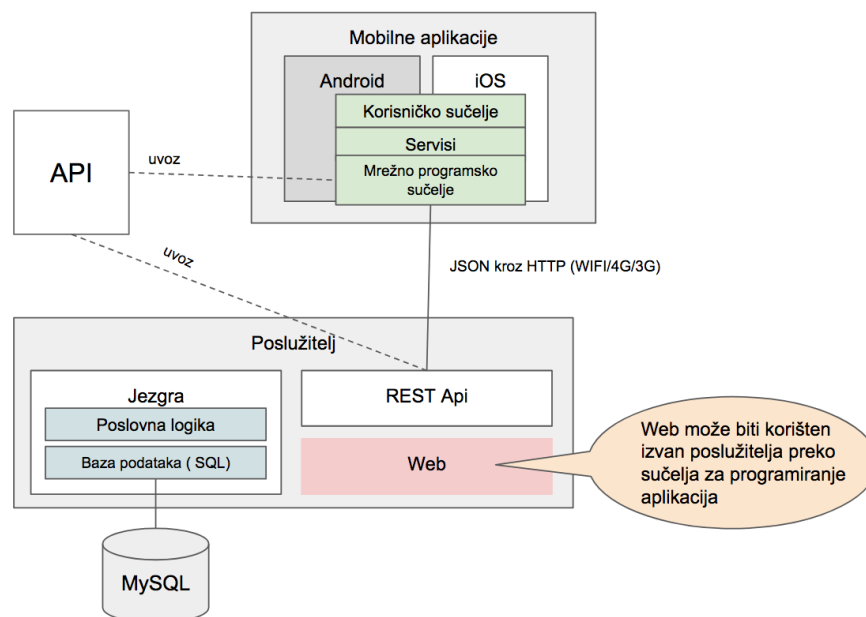 Mobilne aplikacije
Android
iOS
Korisničko sučelje
Servisi
Mrežno programsko
sučelje
API
uvoz
uvoz
JSON kroz HTTP (WIFI/4G/3G)
Poslužitelj
Jezgra
Poslovna logika
Baza podataka ( SQL)
REST Api
Web
Web može biti korišten
izvan poslužitelja preko
sučelja za programiranje
aplikacija
MySQL